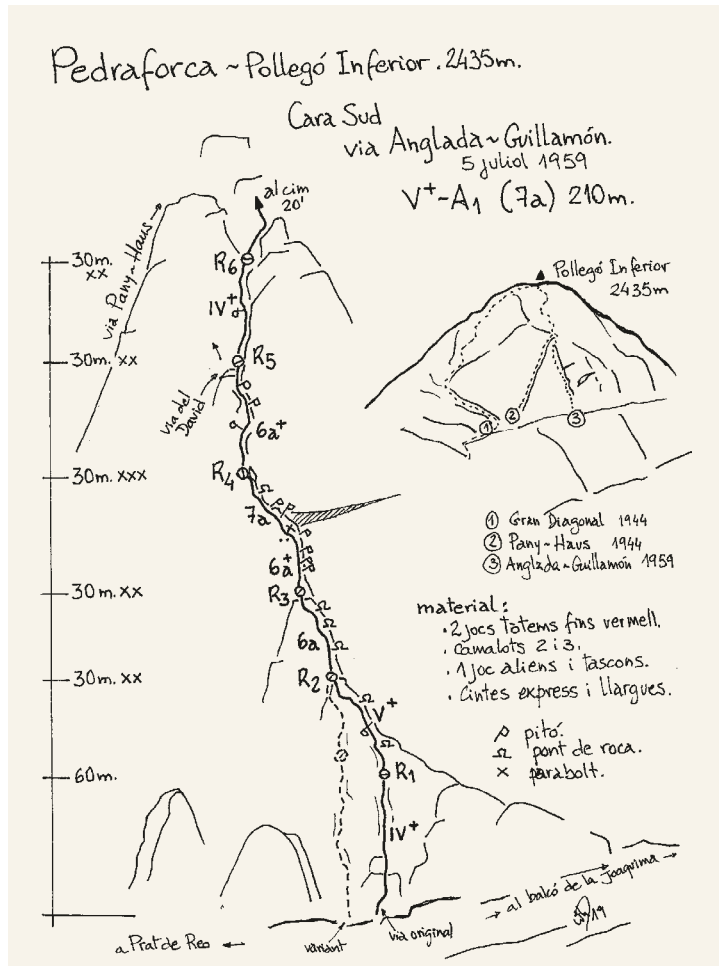 Pedraforca ~ Pollegó Inferior. 2435m.
Cara Sud
via Anglada ~ Guillamón.
5 juliol 1959
V+ - A1 (7a) 210m.
al cim
20'
via Pany ~ Haus
30m.
xx
R6
IV+
30m. xx
R5
via del
David
6a+
30m. xxx
R4
7a
6a+
30m. xx
R3
6a
30m. xx
R2
V+
60m.
R1
IV+
Pollegó Inferior
2435m
1
2
3
1 Gran Diagonal 1944
2 Pany ~ Haus 1944
3 Anglada ~ Guillamón 1959
material:
· 2 jocs tòtems fins vermell.
· Camalots 2 i 3.
· 1 joc aliens i tascons.
· Cintes express i llargues.
pitó.
Ω pont de roca.
x parabolt.
al balcó de la Joaquima →
19
a Prat de Reo ←
variant
via original